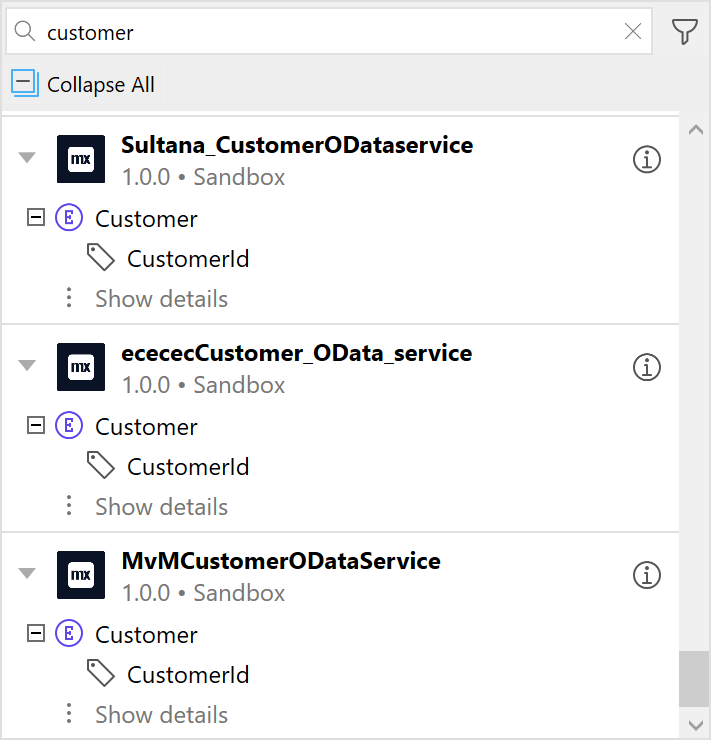 customer
Collapse All
Sultana_CustomerODataservice
mx
1.0.0 • Sandbox
E Customer
CustomerId
Show details
ecececCustomer_OData_service
mx
1.0.0 • Sandbox
E Customer
CustomerId
Show details
MvMCustomerODataService
mx
1.0.0 • Sandbox
E Customer
CustomerId
Show details